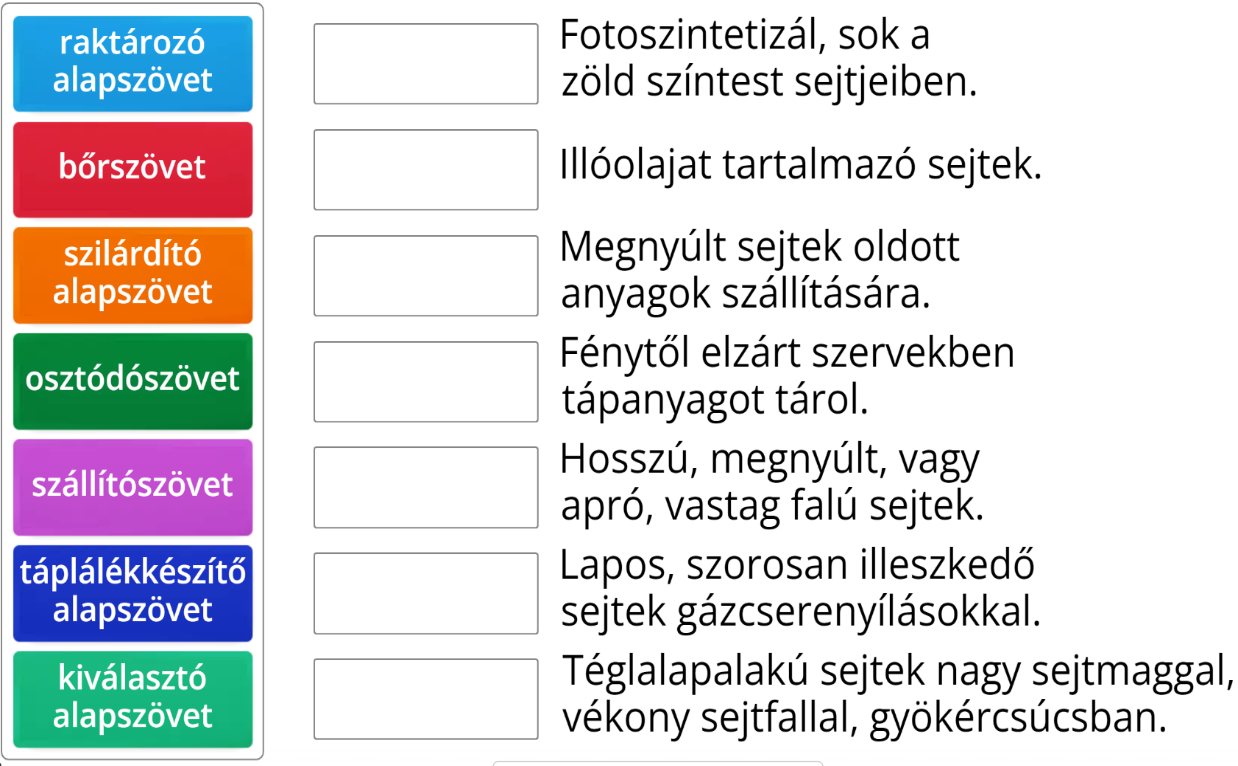 raktározó
alapszövet
bőrszövet
szilárdító
alapszövet
osztódószövet
szállítószövet
táplálékkészítő
alapszövet
kiválasztó
alapszövet
Fotoszintetizál, sok a
zöld színtest sejtjeiben.
Illóolajat tartalmazó sejtek.
Megnyúlt sejtek oldott
anyagok szállítására.
Fénytől elzárt szervekben
tápanyagot tárol.
Hosszú, megnyúlt, vagy
apró, vastag falú sejtek.
Lapos, szorosan illeszkedő
sejtek gázcserenyílásokkal.
Téglalapalakú sejtek nagy sejtmaggal,
vékony sejtfallal, gyökércsúcsban.